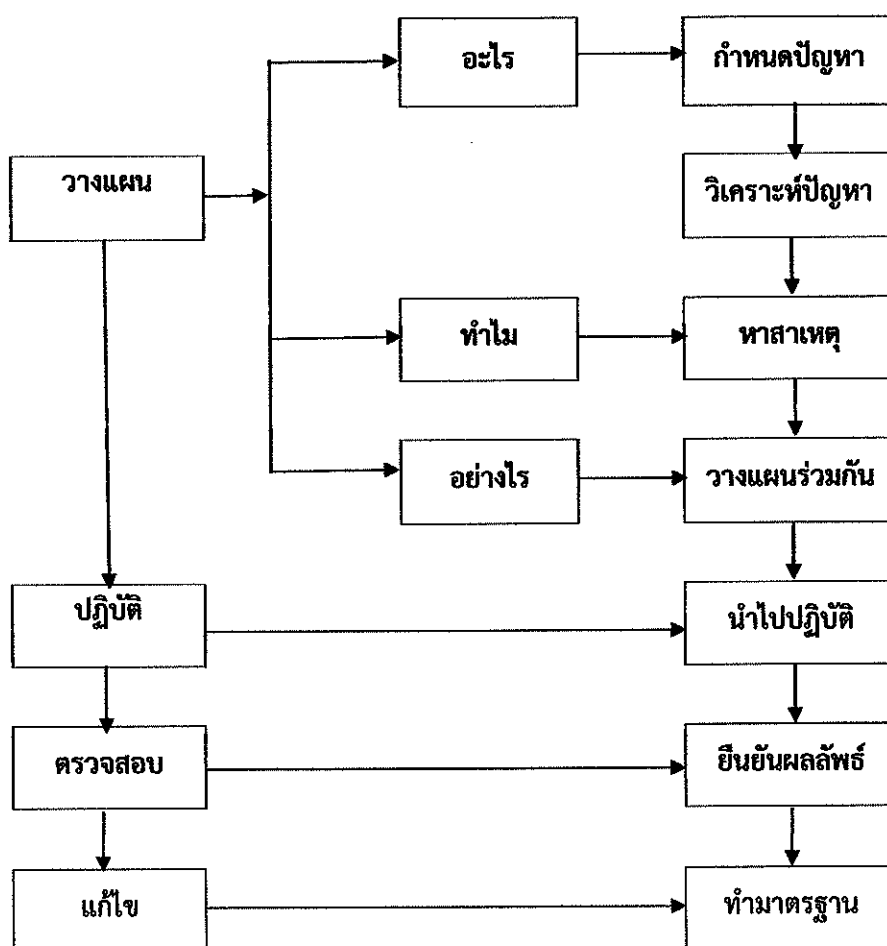 อะไร
กำหนดปัญหา
วางแผน
วิเคราะห์ปัญหา
ทำไม
หาสาเหตุ
อย่างไร
วางแผนร่วมกัน
ปฏิบัติ
นำไปปฏิบัติ
ตรวจสอบ
ยืนยันผลลัพธ์
แก้ไข
ทำมาตรฐาน